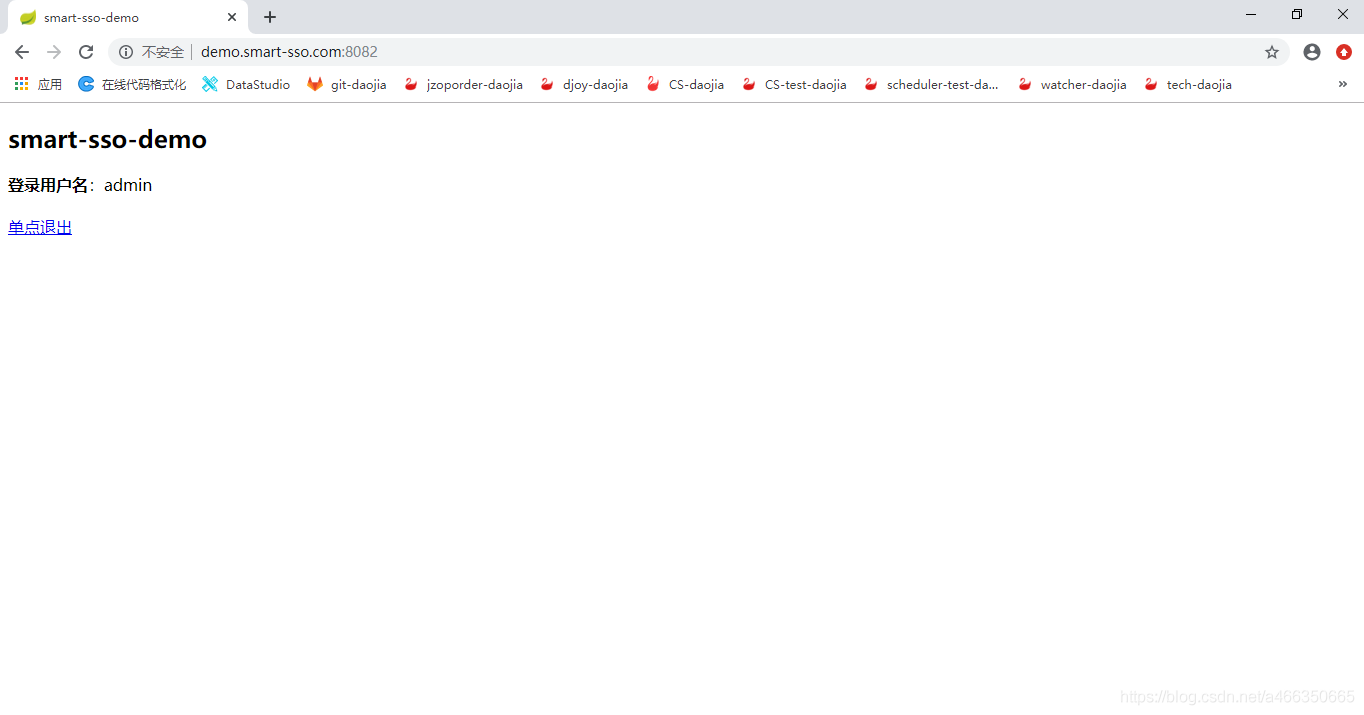 smart-sso-demo
不安全 demo.smart-sso.com:8082
应用 在线代码格式化 DataStudio git-daojia jzoporder-daojia djoy-daojia CS-daojia CS-test-daojia scheduler-test-da... watcher-daojia tech-daojia »
smart-sso-demo
登录用户名：admin
单点退出
https://blog.csdn.net/a466350665